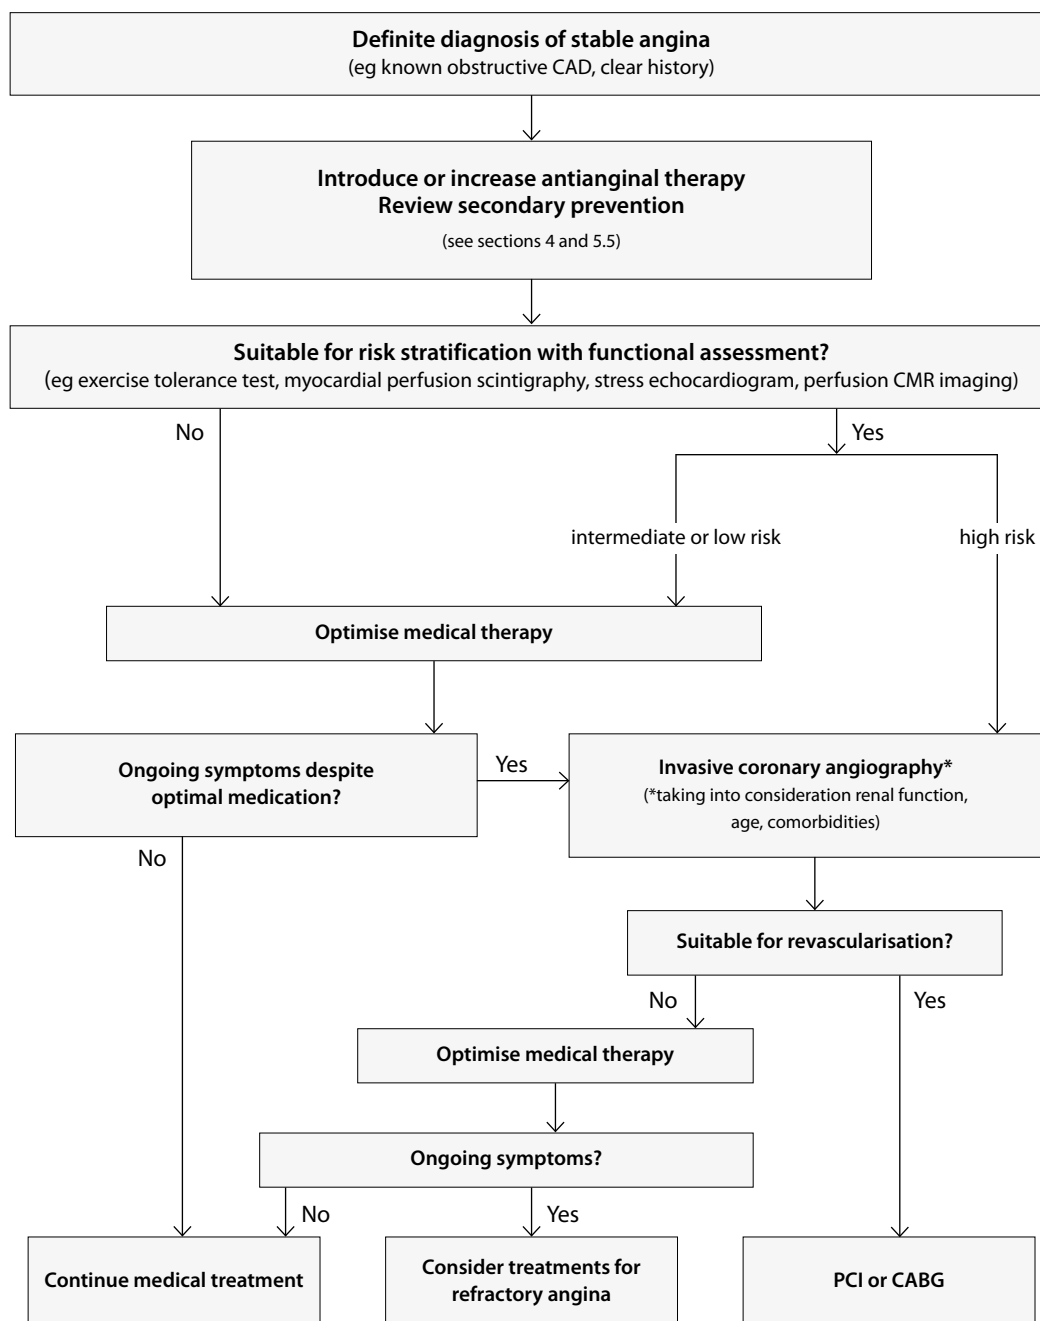 Definite diagnosis of stable angina
(eg known obstructive CAD, clear history)
Introduce or increase antianginal therapy
Review secondary prevention
(see sections 4 and 5.5)
Suitable for risk stratification with functional assessment?
(eg exercise tolerance test, myocardial perfusion scintigraphy, stress echocardiogram, perfusion CMR imaging)
No
Yes
intermediate or low risk
high risk
Optimise medical therapy
Ongoing symptoms despite
optimal medication?
Yes
Invasive coronary angiography*
(*taking into consideration renal function,
age, comorbidities)
No
Suitable for revascularisation?
No
Yes
Optimise medical therapy
Ongoing symptoms?
No
Yes
Continue medical treatment
Consider treatments for
refractory angina
PCI or CABG